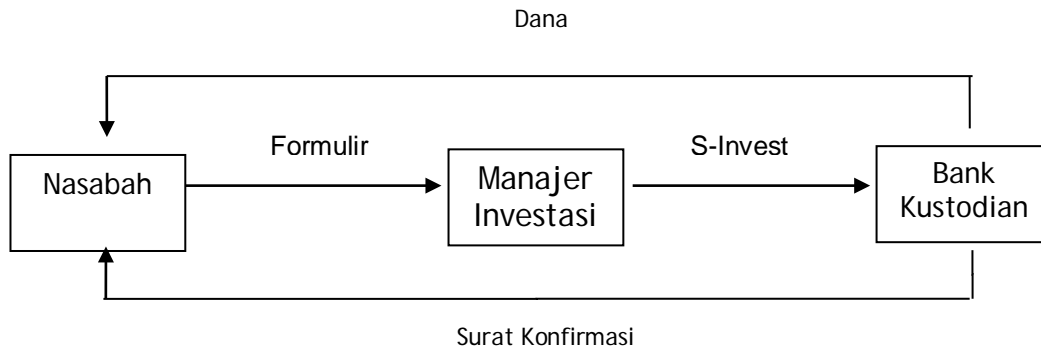 Dana
Formulir
S-Invest
Nasabah
Manajer
Investasi
Bank
Kustodian
Surat Konfirmasi